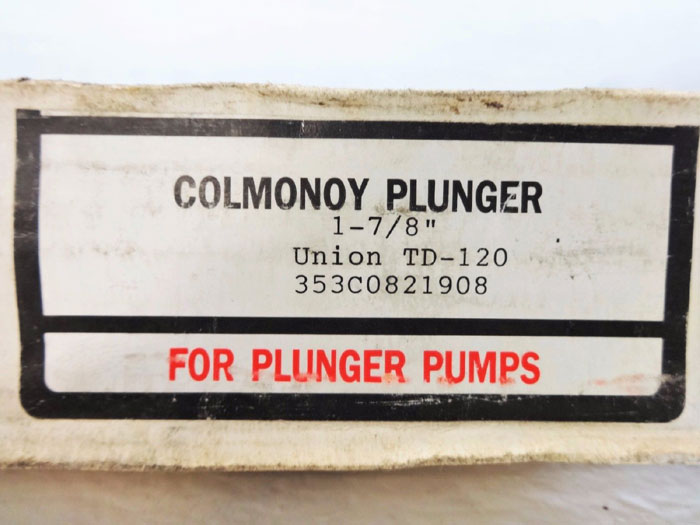 COLMONOY PLUNGER
1-7/8"
Union TD-120
353C0821908
FOR PLUNGER PUMPS